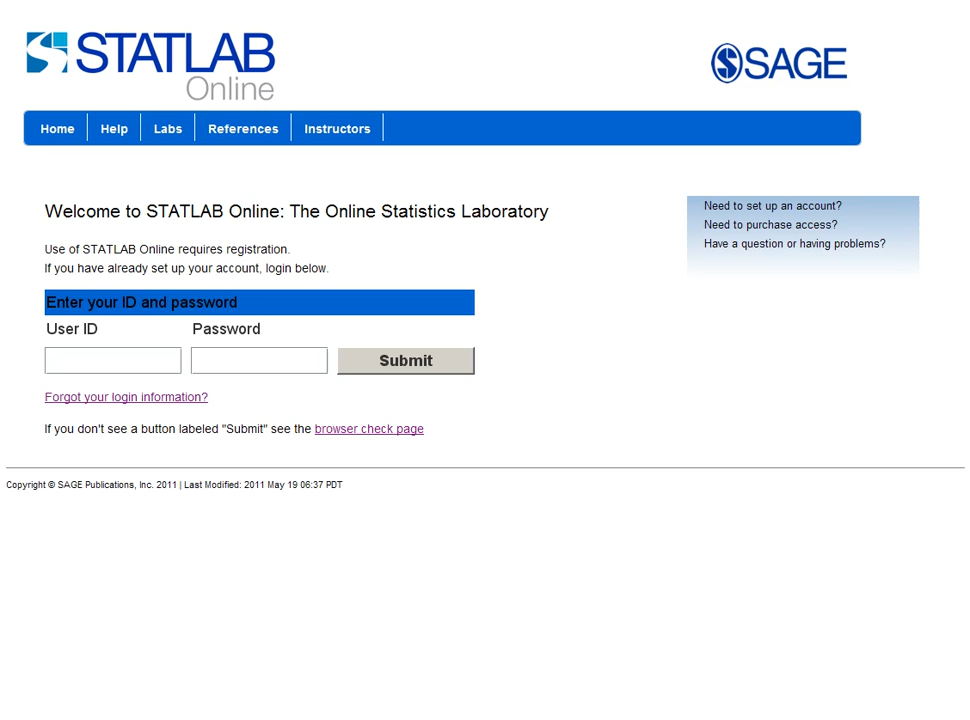 STATLAB
Online
SAGE
Home Help Labs References Instructors
Welcome to STATLAB Online: The Online Statistics Laboratory
Use of STATLAB Online requires registration.
If you have already set up your account, login below.
Enter your ID and password
User ID Password
Submit
Forgot your login information?
If you don't see a button labeled "Submit" see the browser check page
Need to set up an account?
Need to purchase access?
Have a question or having problems?
Copyright © SAGE Publications, Inc. 2011 | Last Modified: 2011 May 19 06:37 PDT